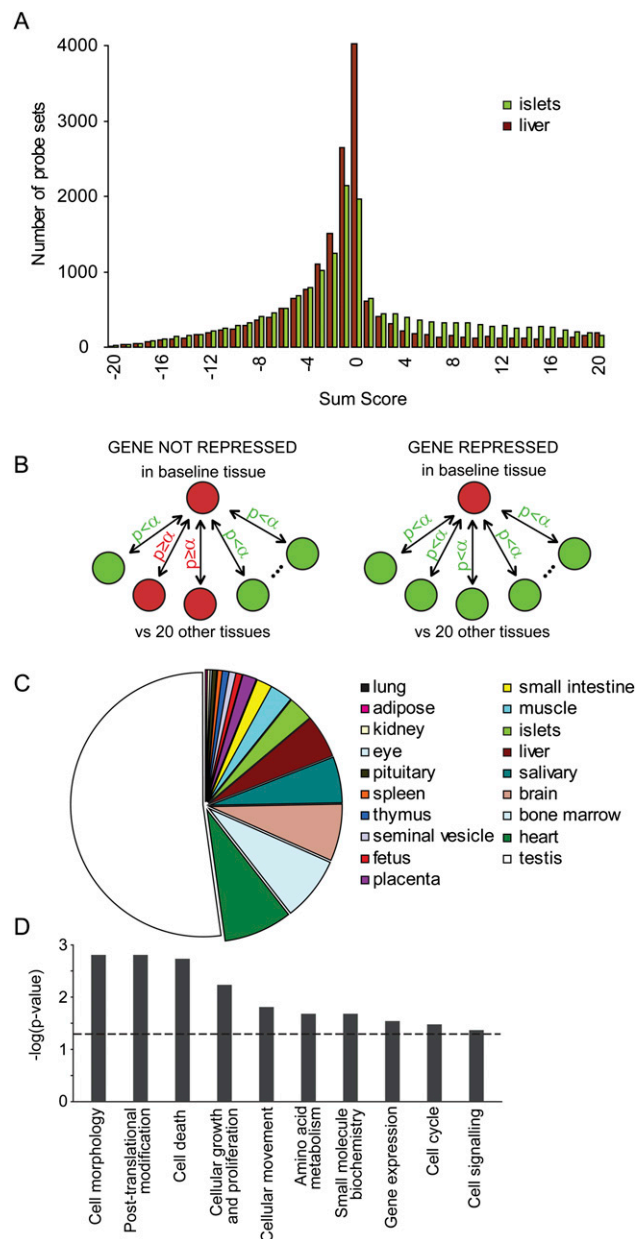 A
4000
3000
2000
1000
0
Number of probe sets
islets
liver
-20
-16
-12
-8
-4
0
4
8
12
16
20
Sum Score
B
GENE NOT REPRESSED
in baseline tissue
p<α
p≥α
p≥α
p<α
p<α
vs 20 other tissues
GENE REPRESSED
in baseline tissue
p<α
p<α
p<α
p<α
p<α
vs 20 other tissues
C
lung
adipose
kidney
eye
pituitary
spleen
thymus
seminal vesicle
fetus
placenta
small intestine
muscle
islets
liver
salivary
brain
bone marrow
heart
testis
D
3
2
1
0
-log(p-value)
Cell morphology
Post-translational
modification
Cell death
Cellular growth
and proliferation
Cellular movement
Amino acid
metabolism
Small molecule
biochemistry
Gene expression
Cell cycle
Cell signalling